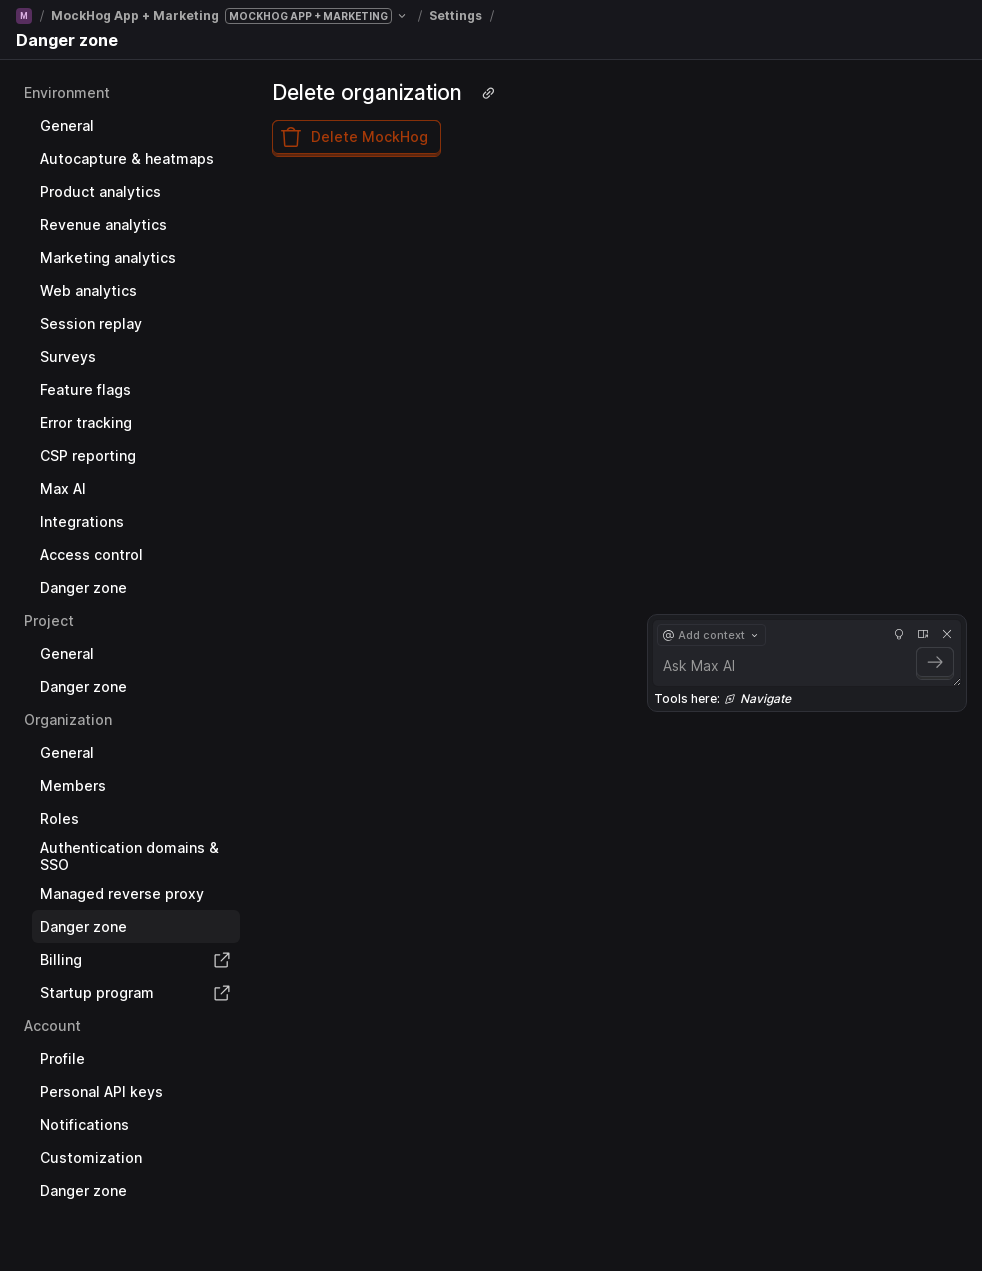 M / MockHog App + Marketing MOCKHOG APP + MARKETING / Settings /
Danger zone
Environment
General
Autocapture & heatmaps
Product analytics
Revenue analytics
Marketing analytics
Web analytics
Session replay
Surveys
Feature flags
Error tracking
CSP reporting
Max AI
Integrations
Access control
Danger zone
Project
General
Danger zone
Organization
General
Members
Roles
Authentication domains &
SSO
Managed reverse proxy
Danger zone
Billing
Startup program
Account
Profile
Personal API keys
Notifications
Customization
Danger zone
Delete organization
Delete MockHog
@ Add context
Ask Max AI
Tools here: Navigate